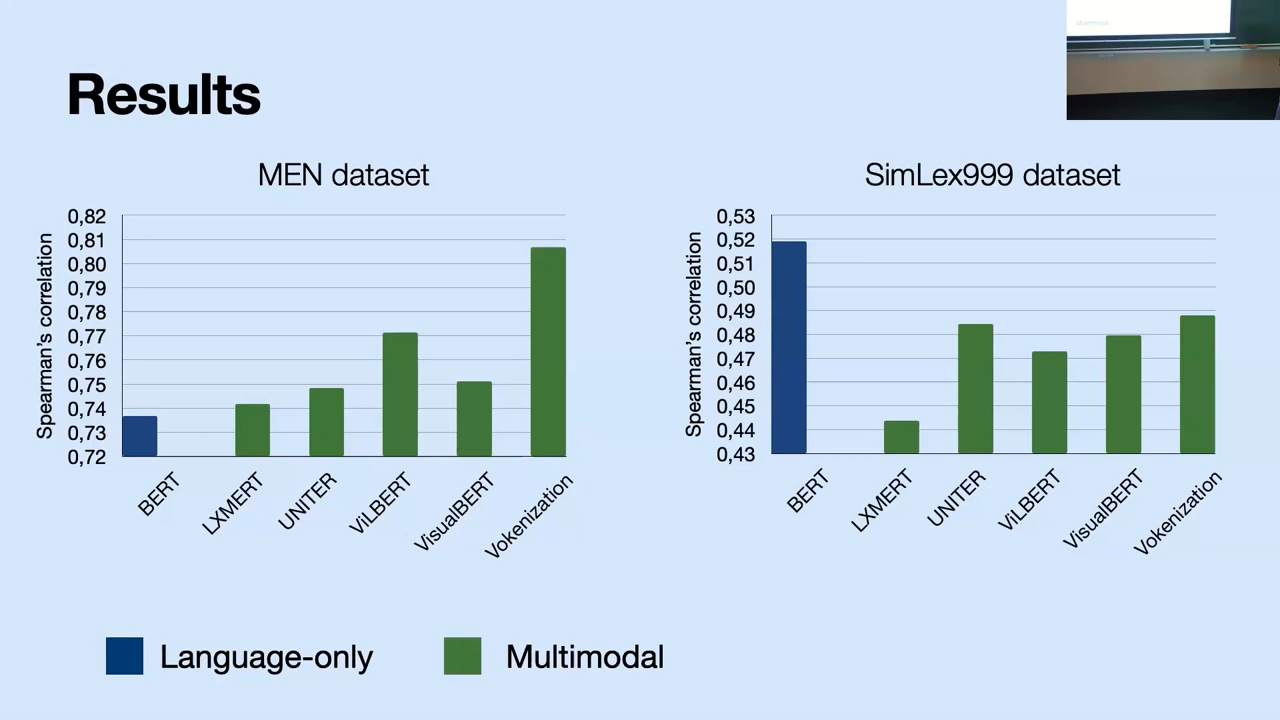 Results
MEN dataset
Spearman's correlation
0,82
0,81
0,80
0,79
0,78
0,77
0,76
0,75
0,74
0,73
0,72
BERT
LXMERT
UNITER
ViLBERT
VisualBERT
Vokenization
SimLex999 dataset
Spearman's correlation
0,53
0,52
0,51
0,50
0,49
0,48
0,47
0,46
0,45
0,44
0,43
BERT
LXMERT
UNITER
ViLBERT
VisualBERT
Vokenization
Language-only
Multimodal